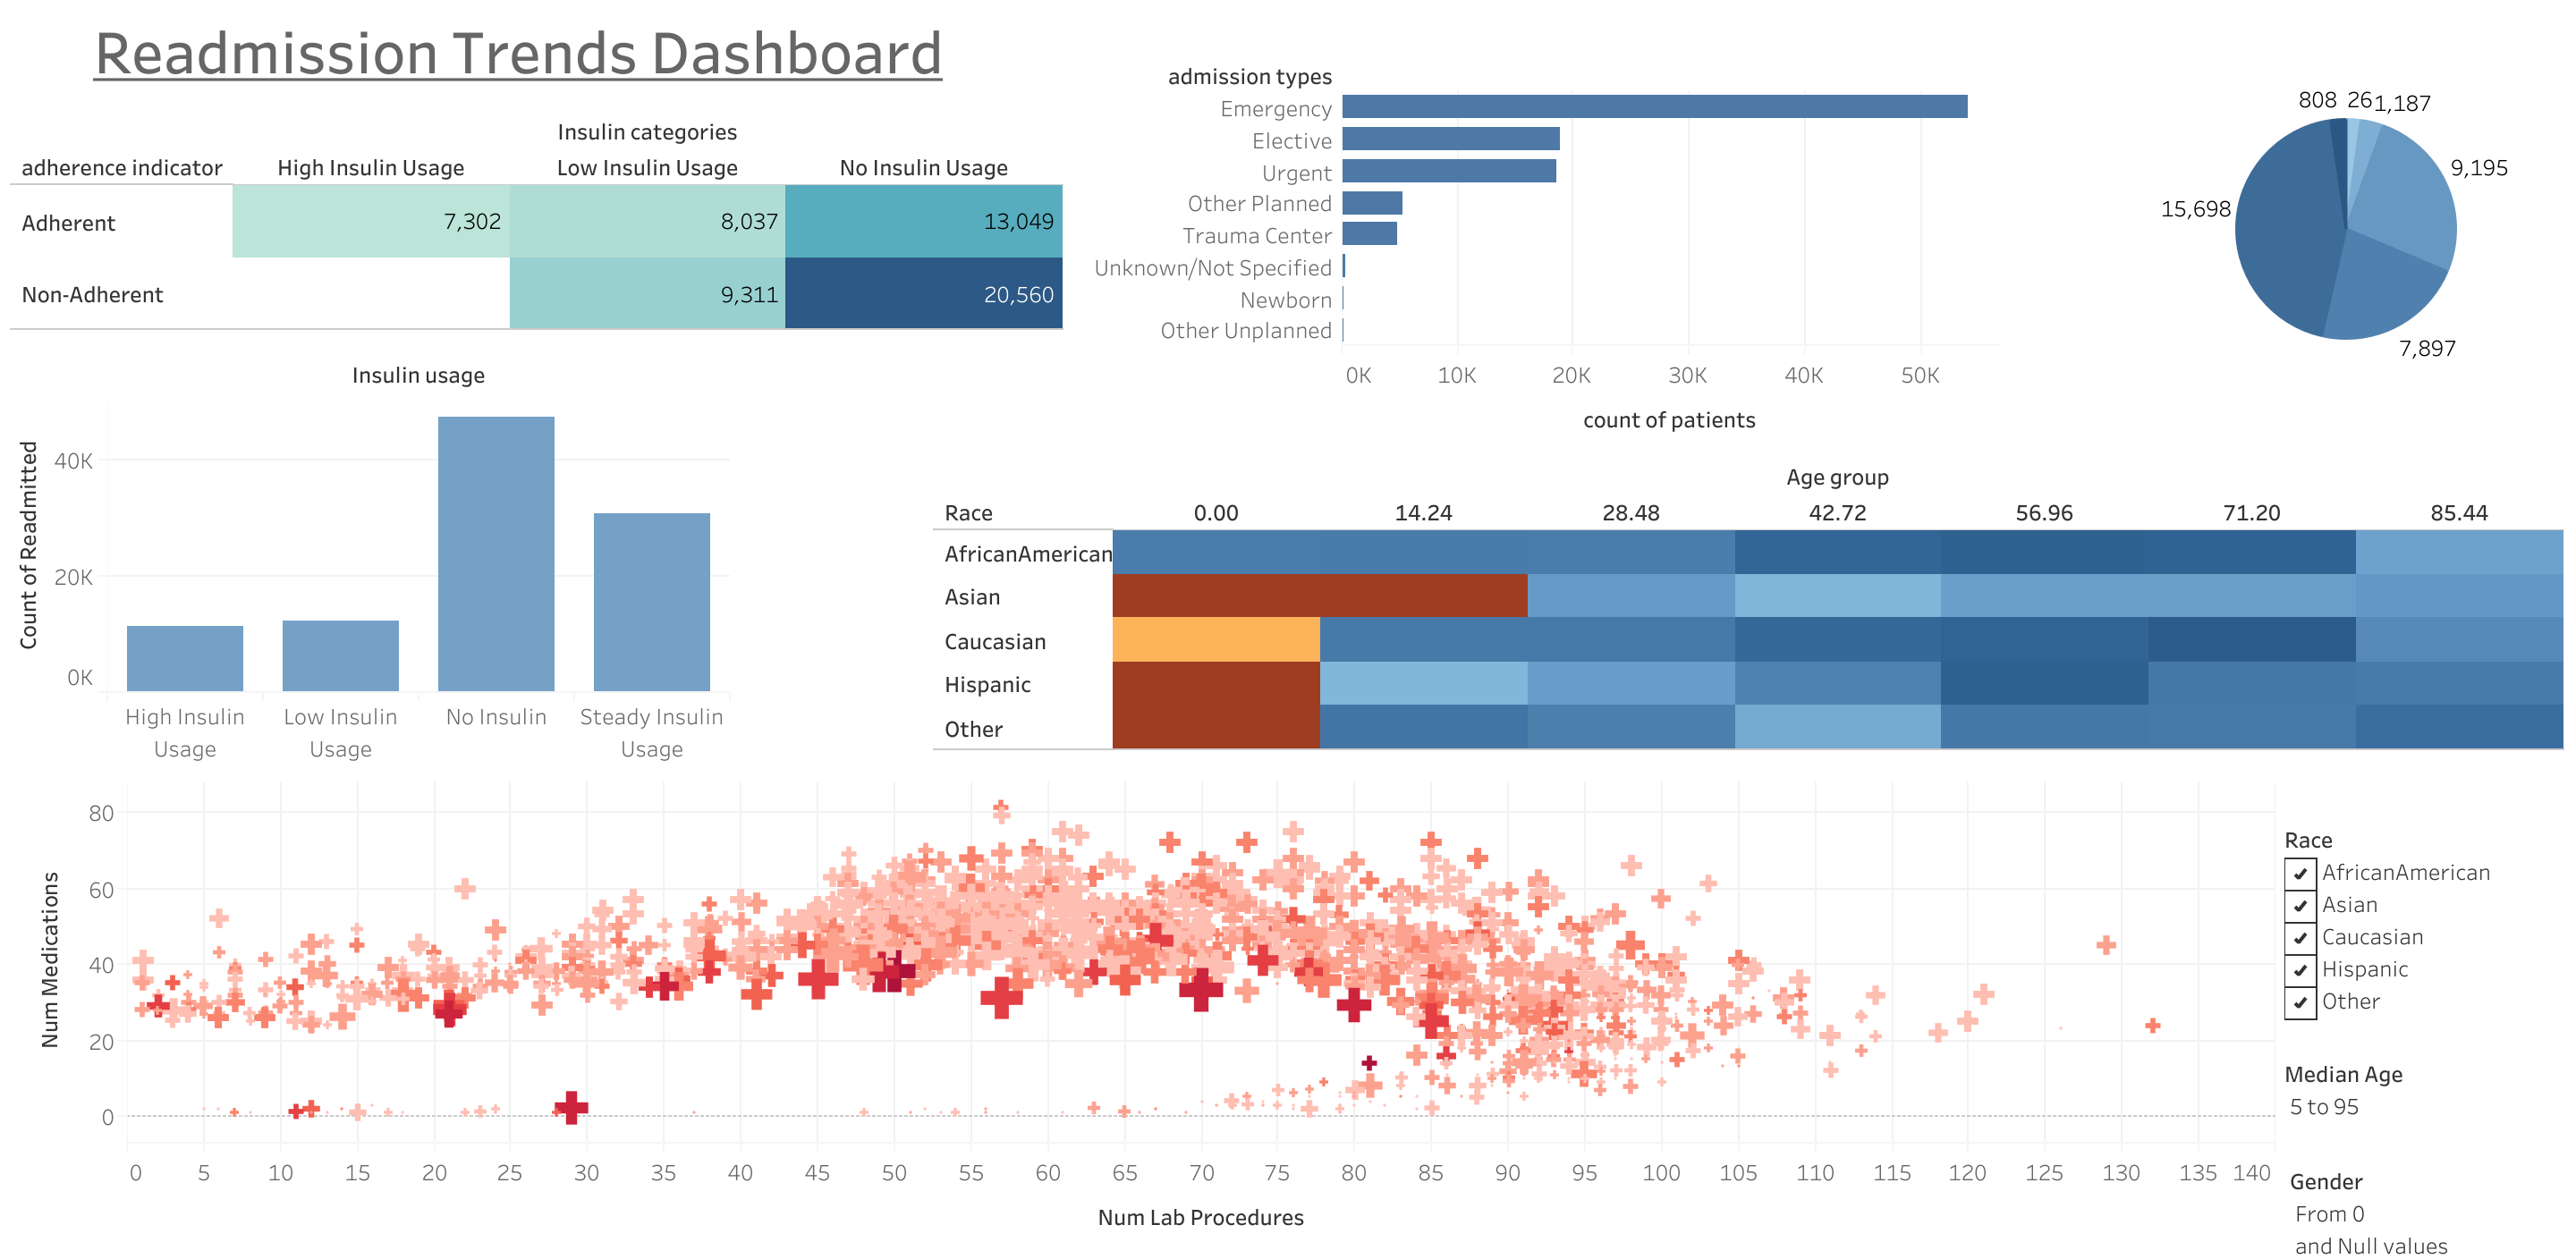 Readmission Trends Dashboard
Insulin categories
adherence indicator High Insulin Usage Low Insulin Usage No Insulin Usage
Adherent 7,302 8,037 13,049
Non-Adherent 9,311 20,560
admission types
Emergency
Elective
Urgent
Other Planned
Trauma Center
Unknown/Not Specified
Newborn
Other Unplanned
0K 10K 20K 30K 40K 50K
count of patients
808 26 1,187
9,195
15,698
7,897
Insulin usage
Count of Readmitted
40K
20K
0K
High Insulin Usage
Low Insulin Usage
No Insulin
Steady Insulin Usage
Age group
Race 0.00 14.24 28.48 42.72 56.96 71.20 85.44
AfricanAmerican
Asian
Caucasian
Hispanic
Other
Num Medications
80
60
40
20
0
0 5 10 15 20 25 30 35 40 45 50 55 60 65 70 75 80 85 90 95 100 105 110 115 120 125 130 135 140
Num Lab Procedures
Race
AfricanAmerican
Asian
Caucasian
Hispanic
Other
Median Age
5 to 95
Gender
From 0
and Null values